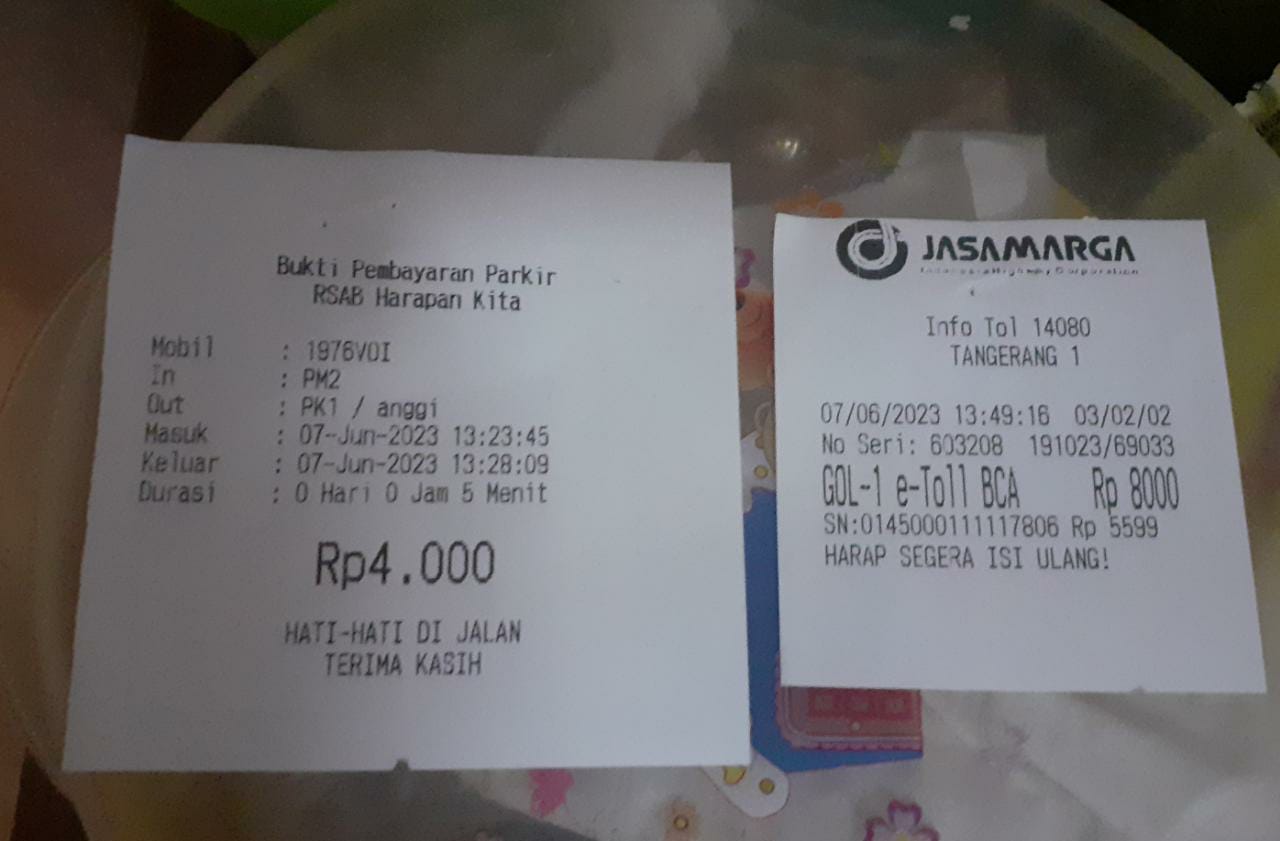 Bukti Pembayaran Parkir
RSAB Harapan Kita
Mobil : 1976VOI
In : PM2
Out : PK1 / anggi
Masuk : 07-Jun-2023 13:23:45
Keluar : 07-Jun-2023 13:28:09
Durasi : 0 Hari 0 Jam 5 Menit
Rp4.000
HATI-HATI DI JALAN
TERIMA KASIH
JASAMARGA
Indonesia Highway Corporation
Info Tol 14080
TANGERANG 1
07/06/2023 13:49:16 03/02/02
No Seri: 603208 191023/69033
GOL-1 e-Toll BCA Rp 8000
SN:0145000111117806 Rp 5599
HARAP SEGERA ISI ULANG!